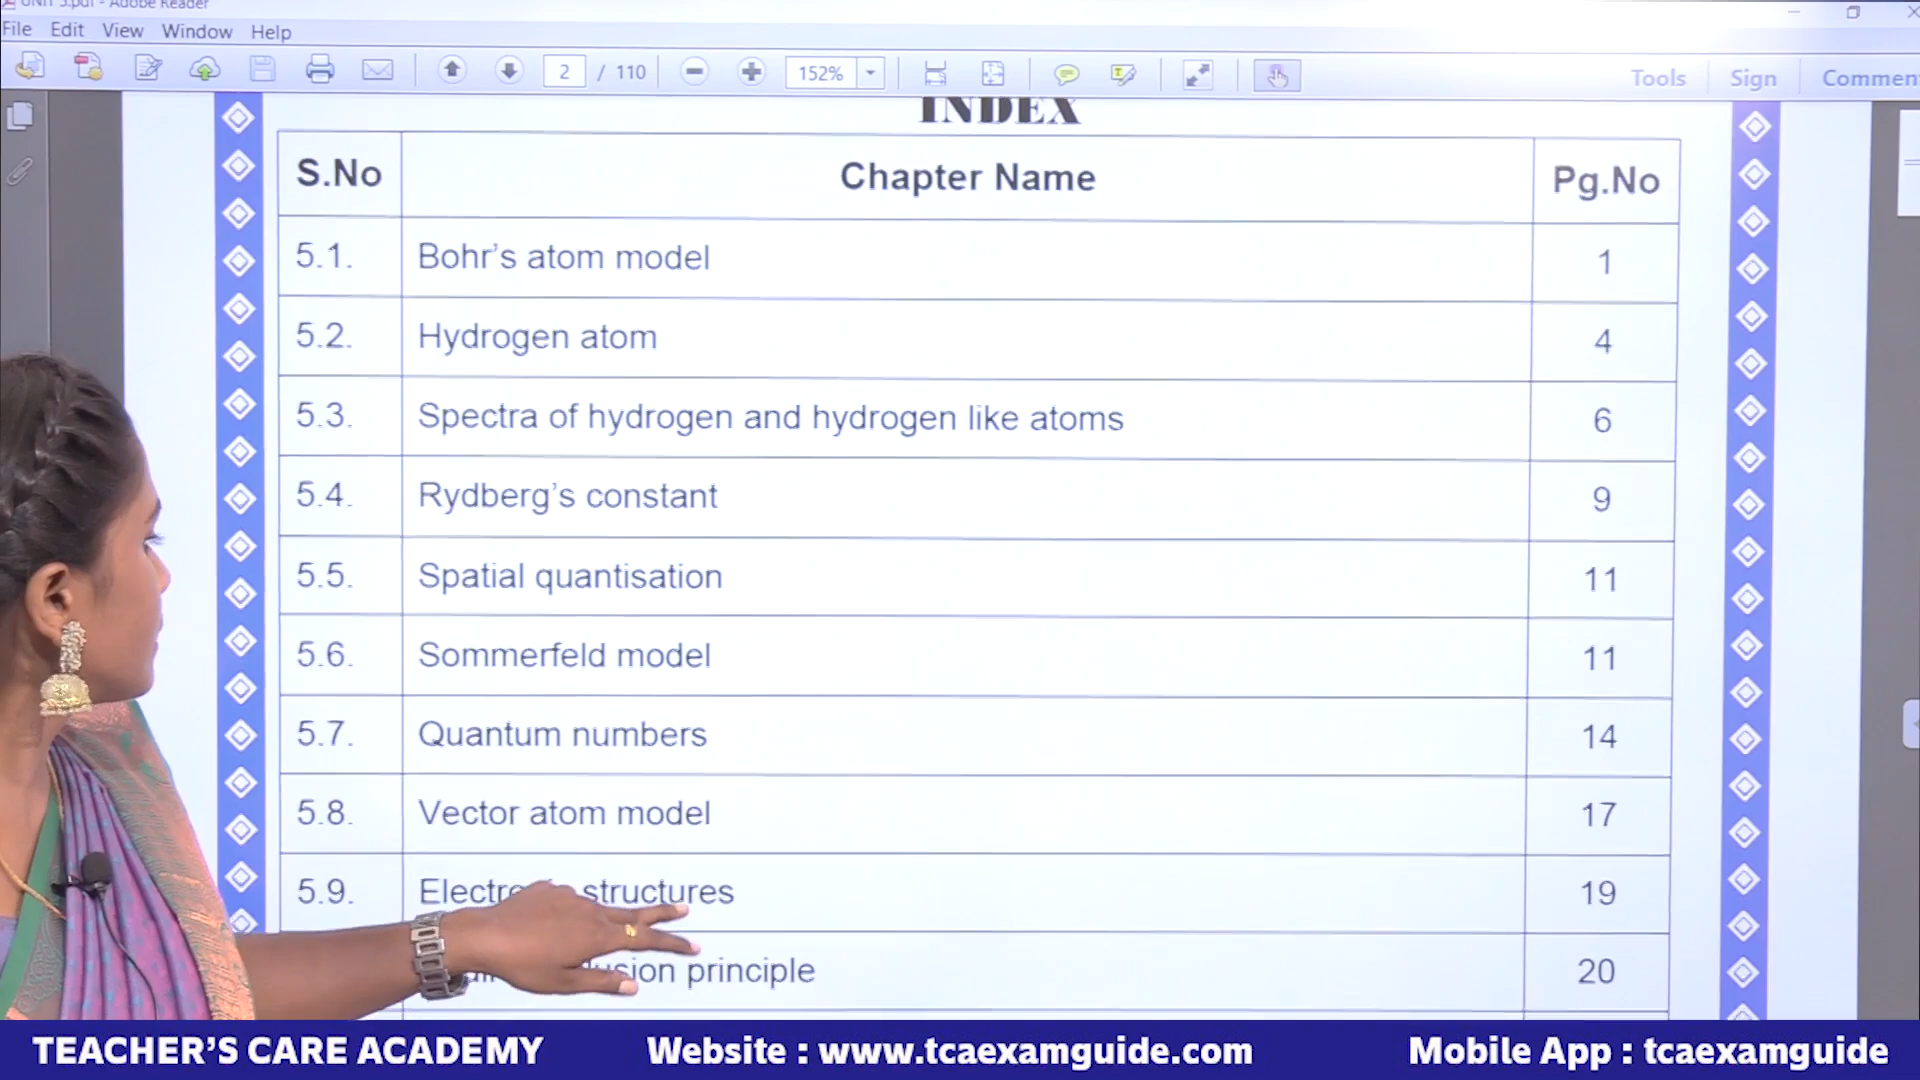 UNIT 5.pdf - Adobe Reader
File Edit View Window Help
2 / 110 152% Tools Sign Commen
INDEX
S.No Chapter Name Pg.No
5.1. Bohr’s atom model 1
5.2. Hydrogen atom 4
5.3. Spectra of hydrogen and hydrogen like atoms 6
5.4. Rydberg’s constant 9
5.5. Spatial quantisation 11
5.6. Sommerfeld model 11
5.7. Quantum numbers 14
5.8. Vector atom model 17
5.9. structures 19
principle 20
TEACHER’S CARE ACADEMY Website : www.tcaexamguide.com Mobile App : tcaexamguide